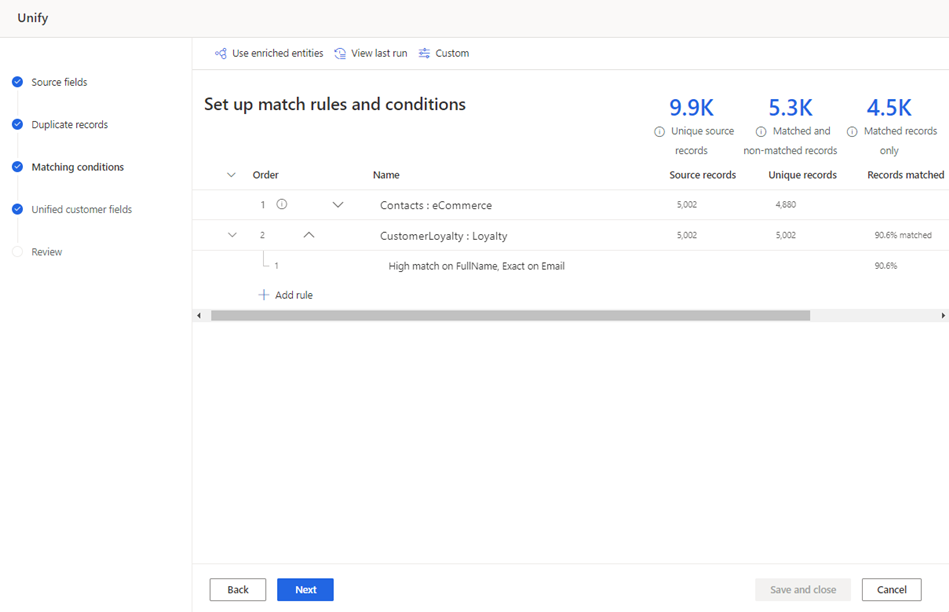 Unify
Use enriched entities View last run Custom
Source fields
Duplicate records
Matching conditions
Unified customer fields
Review
Set up match rules and conditions
9.9K 5.3K 4.5K
Unique source Matched and Matched records
records non-matched records only
Order Name Source records Unique records Records matched
1 Contacts : eCommerce 5,002 4,880
2 CustomerLoyalty : Loyalty 5,002 5,002 90.6% matched
1 High match on FullName, Exact on Email 90.6%
Add rule
Back Next Save and close Cancel